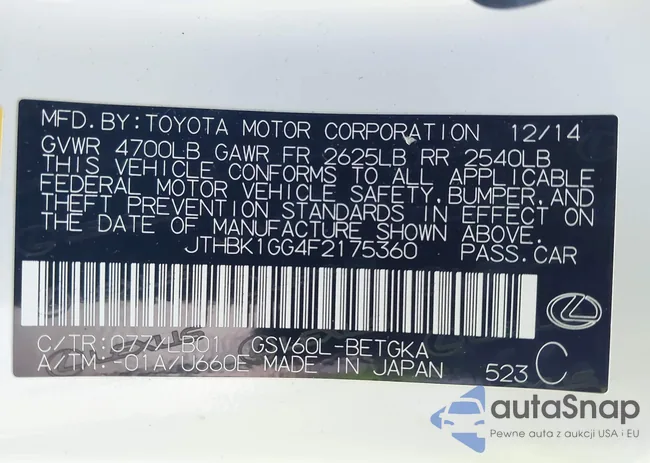 MFD.BY:TOYOTA MOTOR CORPORATION 12/14
GVWR 4700LB GAWR FR 2625LB RR 2540LB
THIS VEHICLE CONFORMS TO ALL APPLICABLE
FEDERAL MOTOR VEHICLE SAFETY,BUMPER,AND
THEFT PREVENTION STANDARDS IN EFFECT ON
THE DATE OF MANUFACTURE SHOWN ABOVE.
JTHBK1GG4F2175360 PASS.CAR
C/TR:077/LB01 GSV60L-BETGKA
A/TM:-01A/U660E MADE IN JAPAN 523 C
autaSnap
Pewne auta z aukcji USA i EU